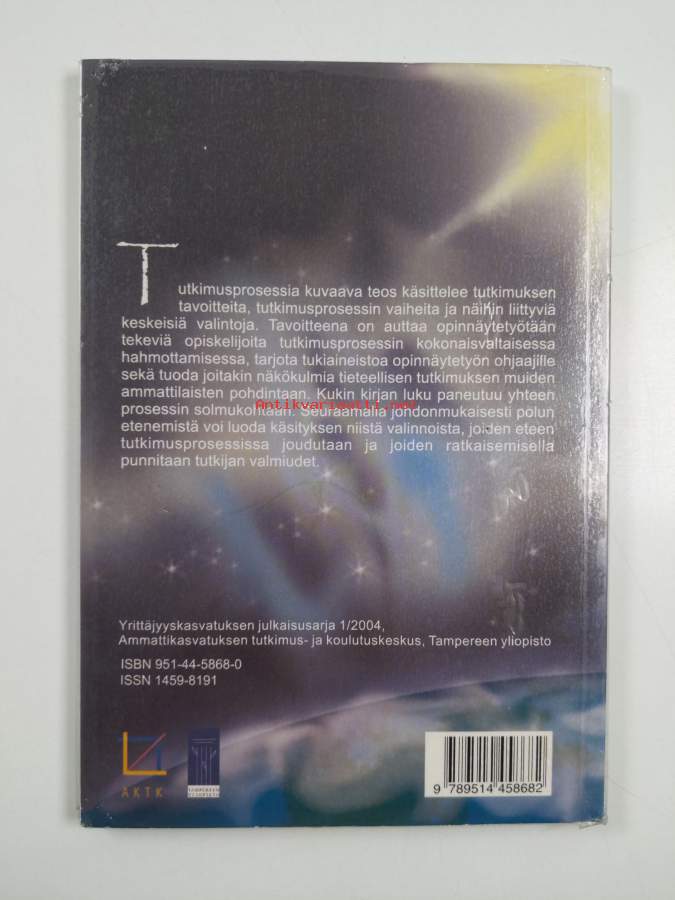 Tutkimusprosessia kuvaava teos käsittelee tutkimuksen
tavoitteita, tutkimusprosessin vaiheita ja näihin liittyviä
keskeisiä valintoja. Tavoitteena on auttaa opinnäytetyötään
tekeviä opiskelijoita tutkimusprosessin kokonaisvaltaisessa
hahmottamisessa, tarjota tukiaineistoa opinnäytetyön ohjaajille
sekä tuoda joitakin näkökulmia tieteellisen tutkimuksen muiden
ammattilaisten pohdintaan. Kukin kirjan luku paneutuu yhteen
Antikvariaatti.net
prosessin solmukohtaan. Seuraamalla johdonmukaisesti polun
etenemistä voi luoda käsityksen niistä valinnoista, joiden eteen
tutkimusprosessissa joudutaan ja joiden ratkaisemisella
punnitaan tutkijan valmiudet.
Yrittäjyyskasvatuksen julkaisusarja 1/2004,
Ammattikasvatuksen tutkimus- ja koulutuskeskus, Tampereen yliopisto
ISBN 951-44-5868-0
ISSN 1459-8191
AKTK
TAMPEREEN
YLIOPISTO
9 789514 458682